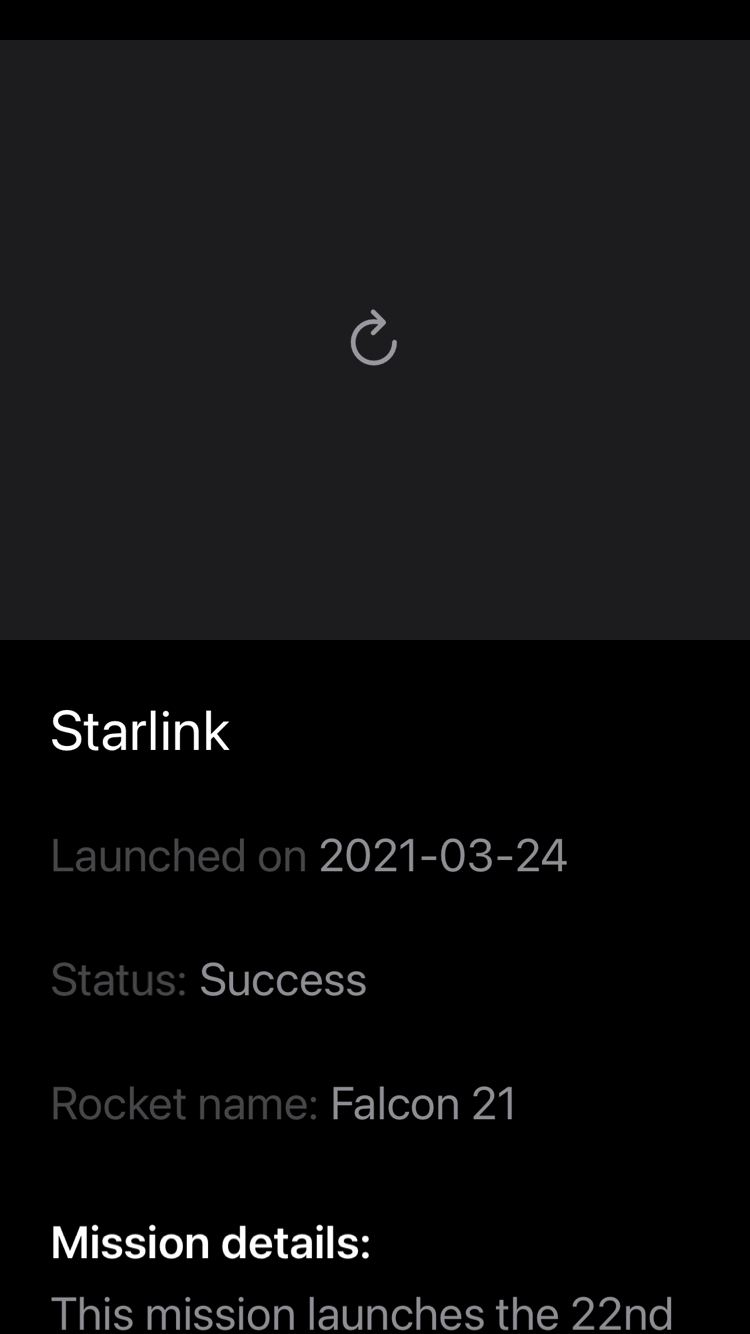 Starlink
Launched on 2021-03-24
Status: Success
Rocket name: Falcon 21
Mission details:
This mission launches the 22nd